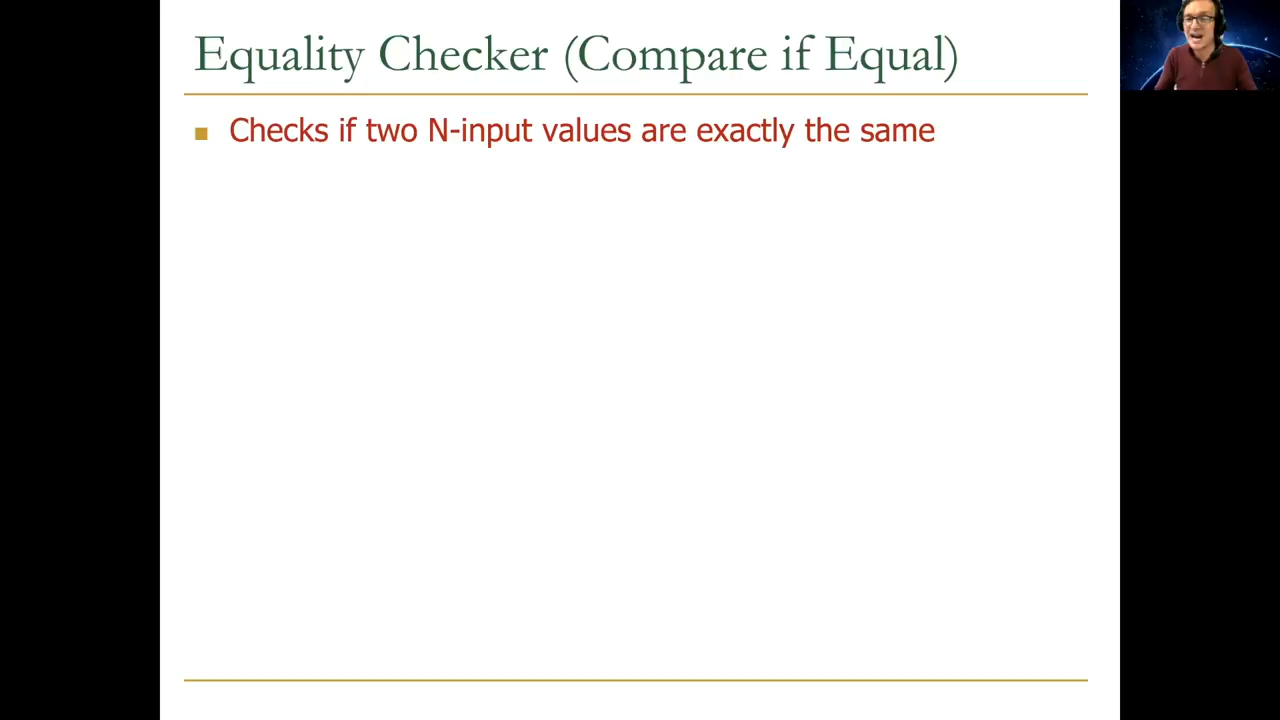 Equality Checker (Compare if Equal)
Checks if two N-input values are exactly the same